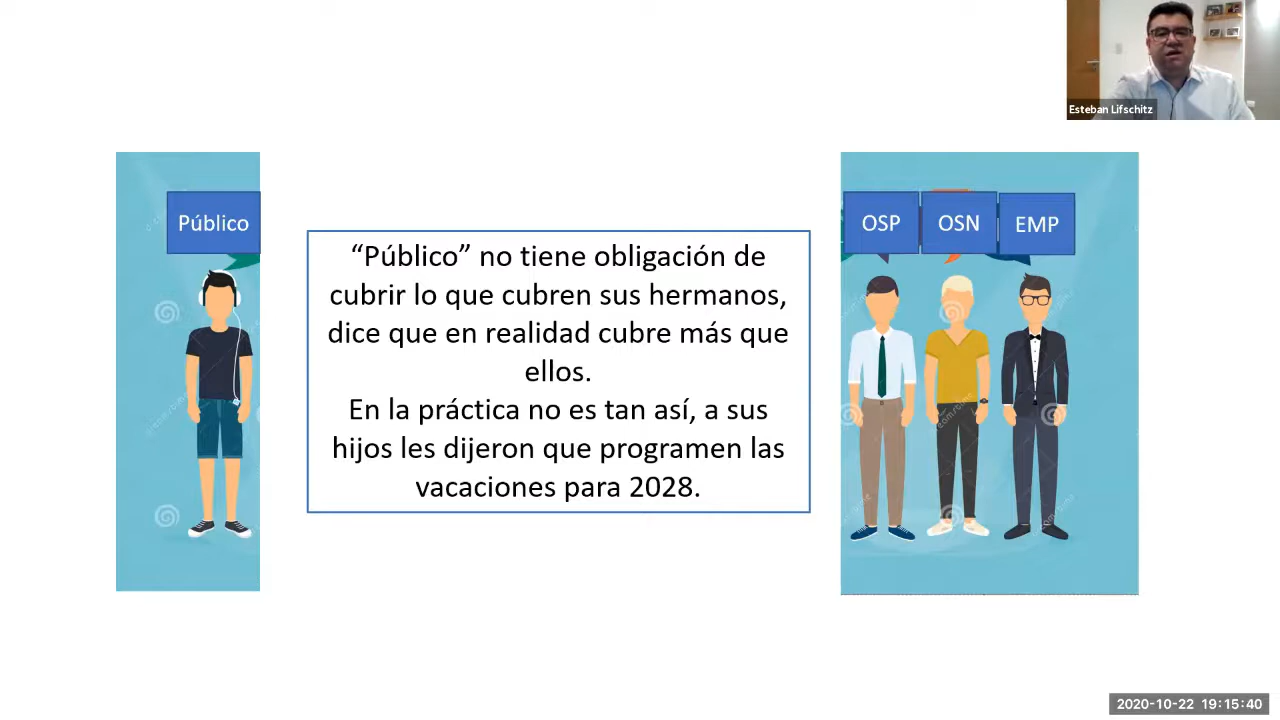 Esteban Lifschitz
Público
OSP
OSN
EMP
“Público” no tiene obligación de
cubrir lo que cubren sus hermanos,
dice que en realidad cubre más que
ellos.
En la práctica no es tan así, a sus
hijos les dijeron que programen las
vacaciones para 2028.
2020-10-22 19:15:40